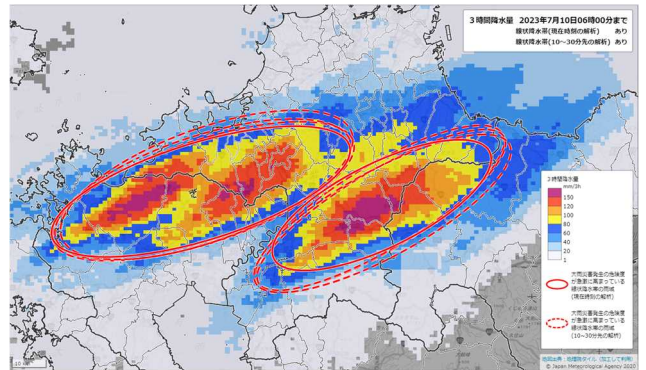 ３時間降水量　2023年7月10日06時00分まで
線状降水帯(現在時刻の解析)　あり
線状降水帯(10～30分先の解析)　あり
３時間降水量
mm/3h
150
120
100
80
60
40
20
1
大雨災害発生の危険度
が急激に高まっている
線状降水帯の雨域
(現在時刻の解析)
大雨災害発生の危険度
が急激に高まっている
線状降水帯の雨域
(10～30分先の解析)
10 km
© Japan Meteorological Agency 2020